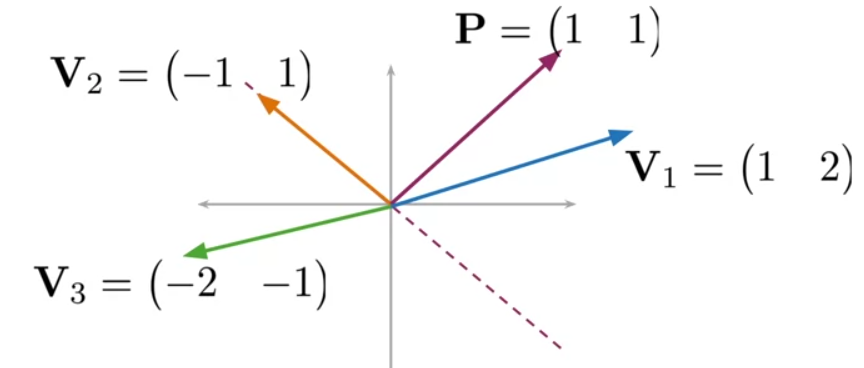 P = (1 1)
V₂ = (−1 1)
V₁ = (1 2)
V₃ = (−2 −1)